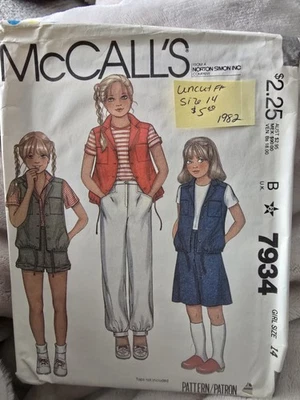 McCALL'S
FROM A
NORTON SIMON INC
COMPANY
uncut FF
Size 14
$5.00
1982
$2.25
B
U.K.
☆
7934
GIRL SIZE 14
PATTERN/PATRON